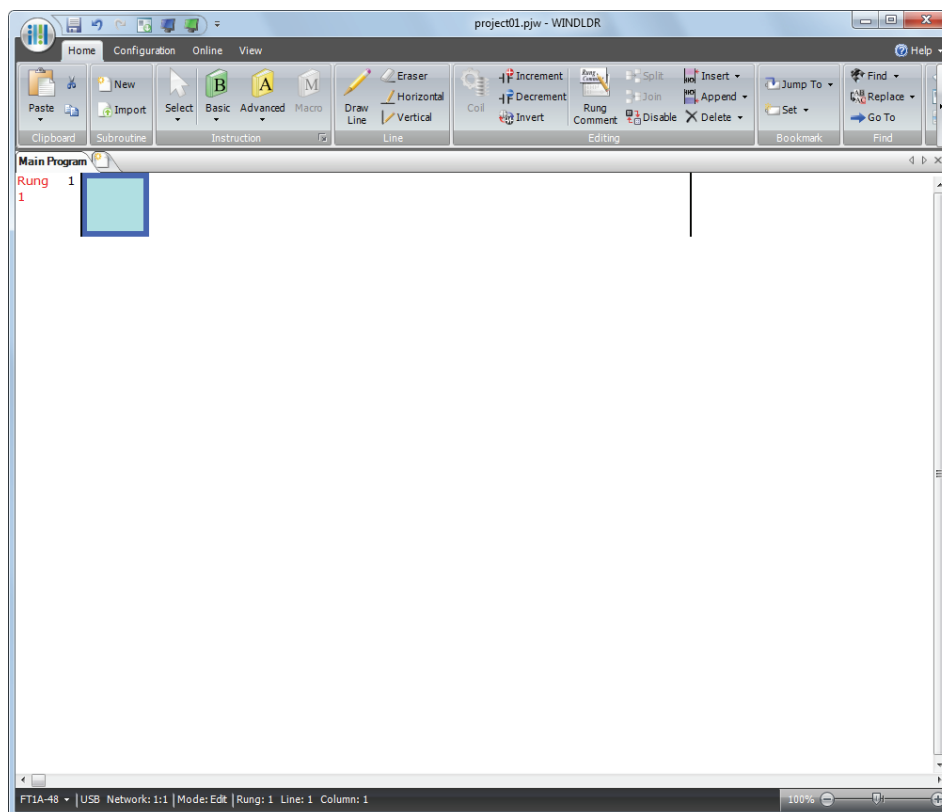 project01.pjw - WINDLDR
Home Configuration Online View Help
Paste New Import Select Basic Advanced Macro Draw Line Eraser Horizontal Vertical Coil Increment Decrement Invert Rung Comment Split Join Disable Insert Append Delete Jump To Set Find Replace Go To
Clipboard Subroutine Instruction Line Editing Bookmark Find
Main Program
Rung 1
1
FT1A-48 USB Network: 1:1 Mode: Edit Rung: 1 Line: 1 Column: 1 100%